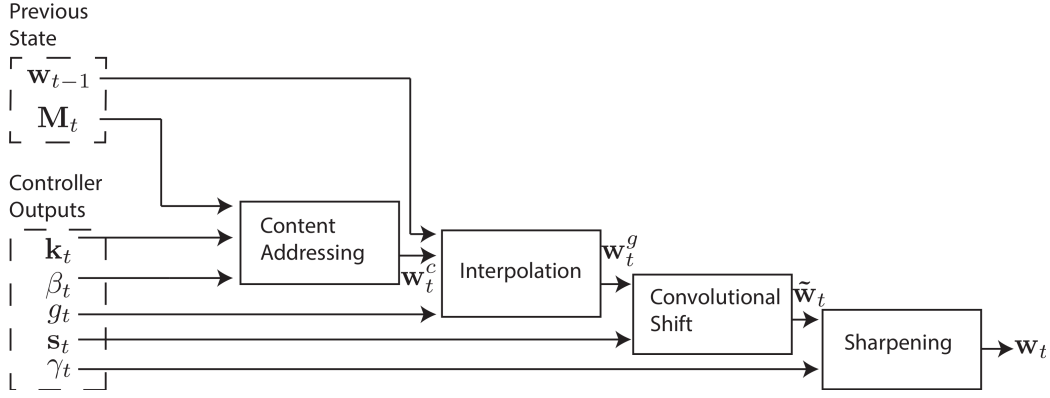 Previous
State
w_{t-1}
M_t
Controller
Outputs
k_t
β_t
g_t
s_t
γ_t
Content
Addressing
w_t^c
Interpolation
w_t^g
Convolutional
Shift
w̃_t
Sharpening
w_t